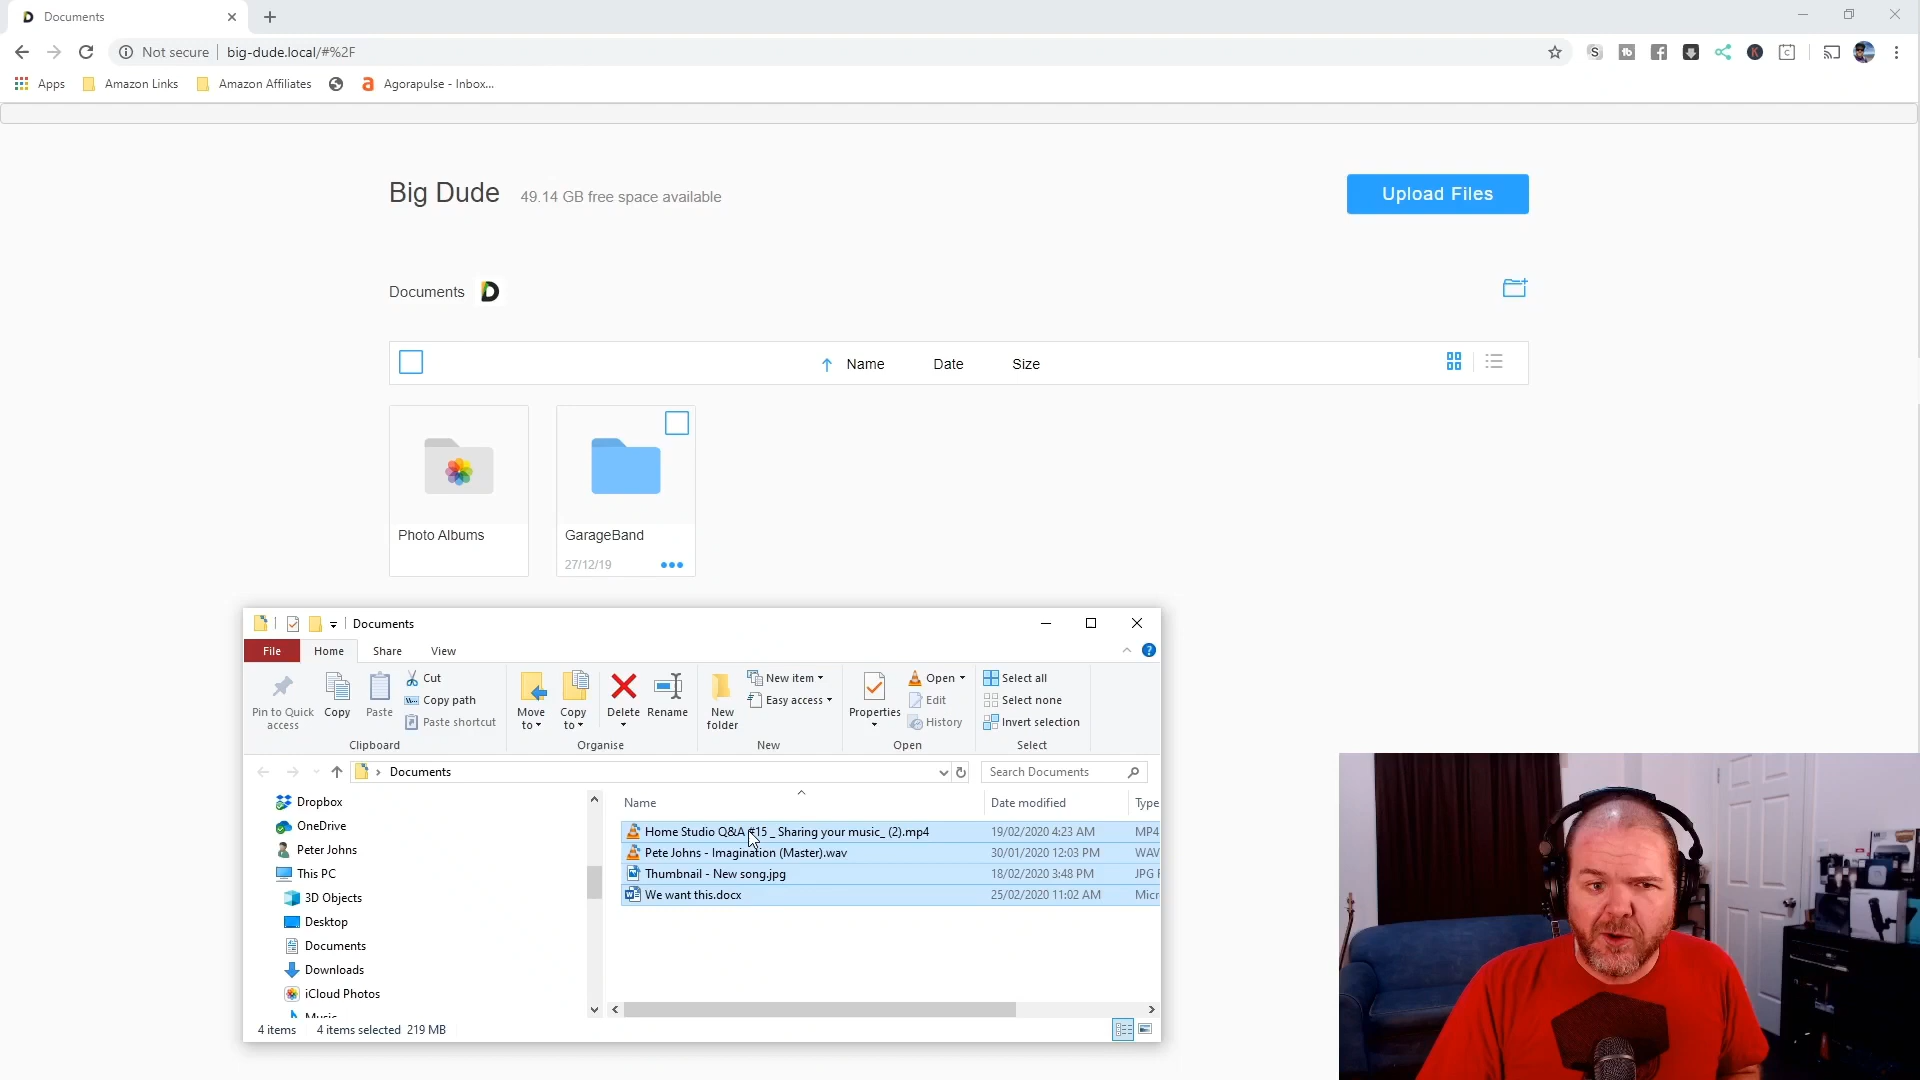 Documents
Not secure
big-dude.local/#%2F
Apps
Amazon Links
Amazon Affiliates
Agorapulse - Inbox...
Big Dude
49.14 GB free space available
Upload Files
Documents
Name
Date
Size
Photo Albums
GarageBand
27/12/19
Documents
File
Home
Share
View
Pin to Quick access
Copy
Paste
Cut
Copy path
Paste shortcut
Clipboard
Move to
Copy to
Delete
Rename
Organise
New folder
New item
Easy access
New
Properties
Open
Edit
History
Open
Select all
Select none
Invert selection
Select
Documents
Search Documents
Dropbox
OneDrive
Peter Johns
This PC
3D Objects
Desktop
Documents
Downloads
iCloud Photos
Music
Name
Date modified
Type
Home Studio Q&A #15 _ Sharing your music_ (2).mp4
19/02/2020 4:23 AM
MP4
Pete Johns - Imagination (Master).wav
30/01/2020 12:03 PM
WAV
Thumbnail - New song.jpg
18/02/2020 3:48 PM
JPG F
We want this.docx
25/02/2020 11:02 AM
Micr
4 items
4 items selected 219 MB